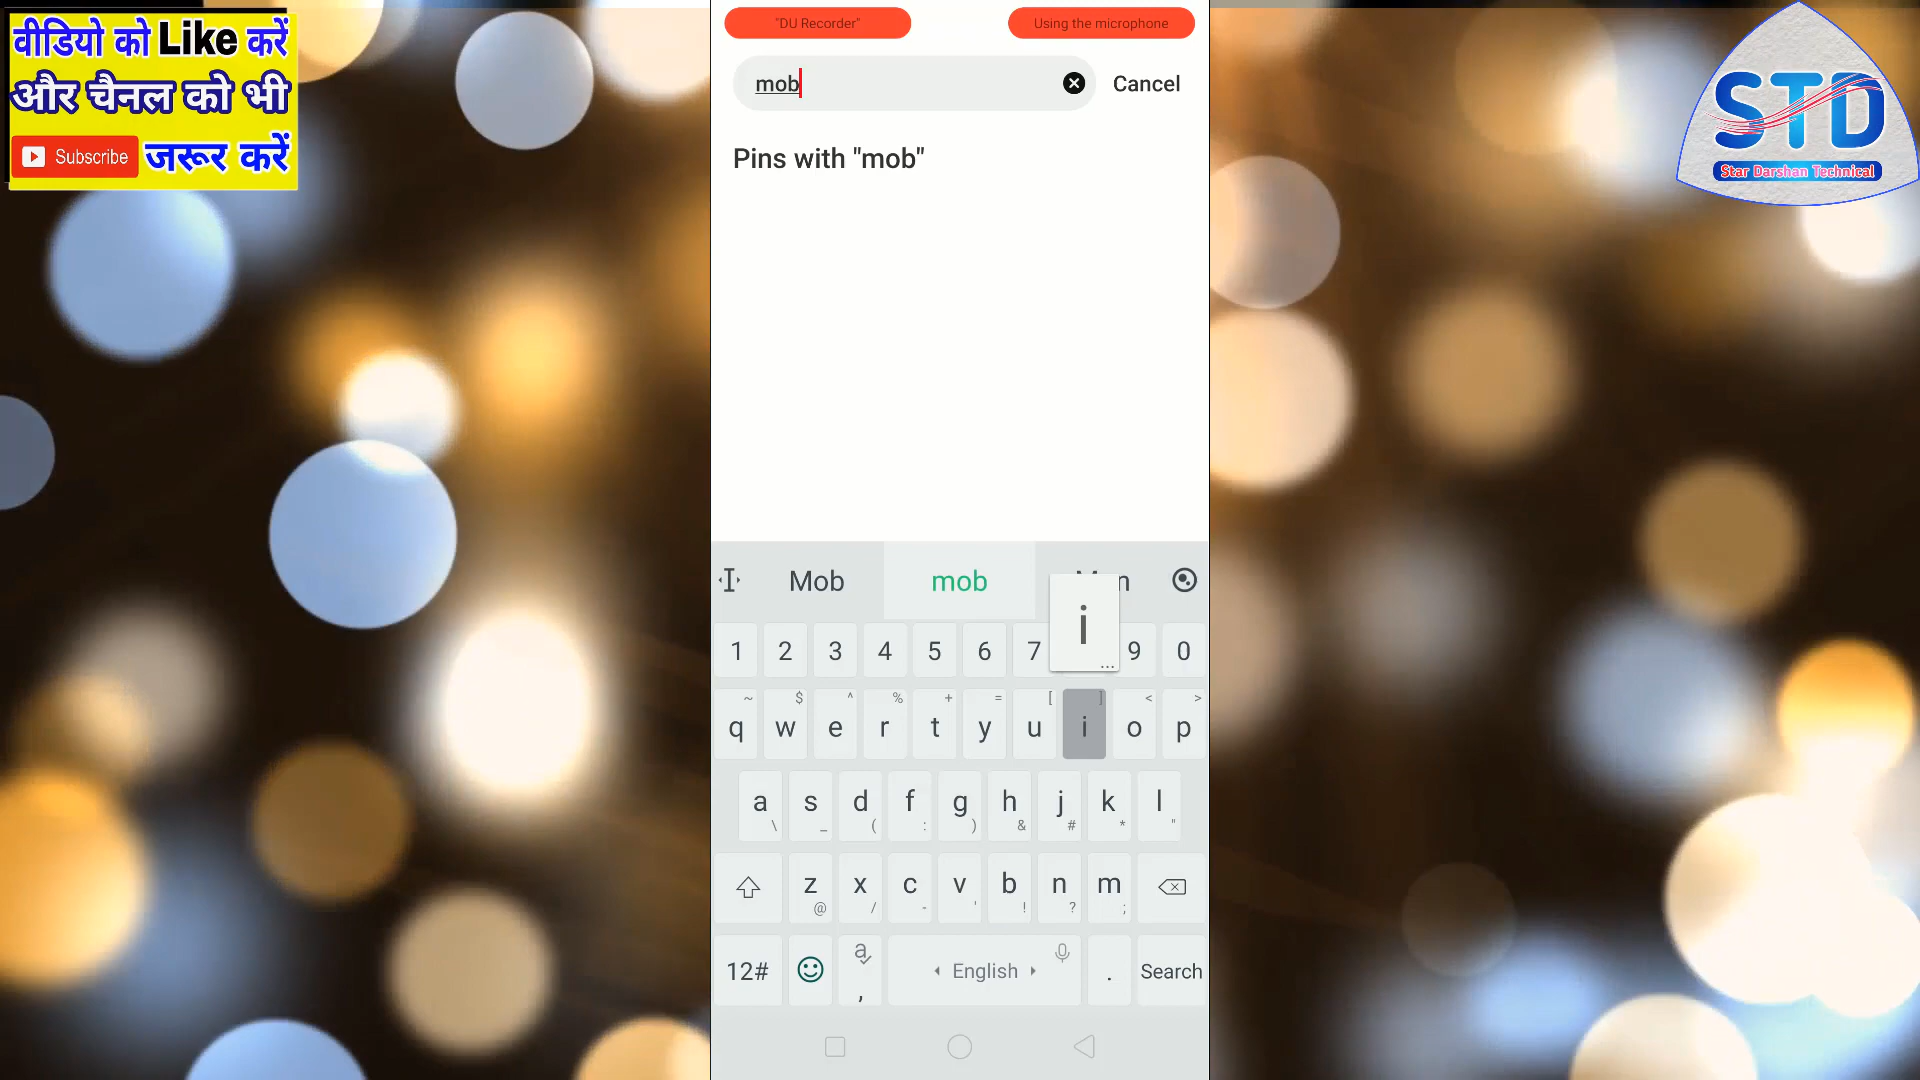 वीडियो को Like करें
और चैनल को भी
Subscribe जरूर करें
"DU Recorder" Using the microphone
mob Cancel
Pins with "mob"
STD
Star Darshan Technical
Mob mob
i
1 2 3 4 5 6 7 9 0
~ $ ^ % + = [ ] < >
q w e r t y u i o p
a s d f g h j k l
\ _ ( : ) & # * "
z x c v b n m
@ / - ' ! ? ;
12# a , English . Search